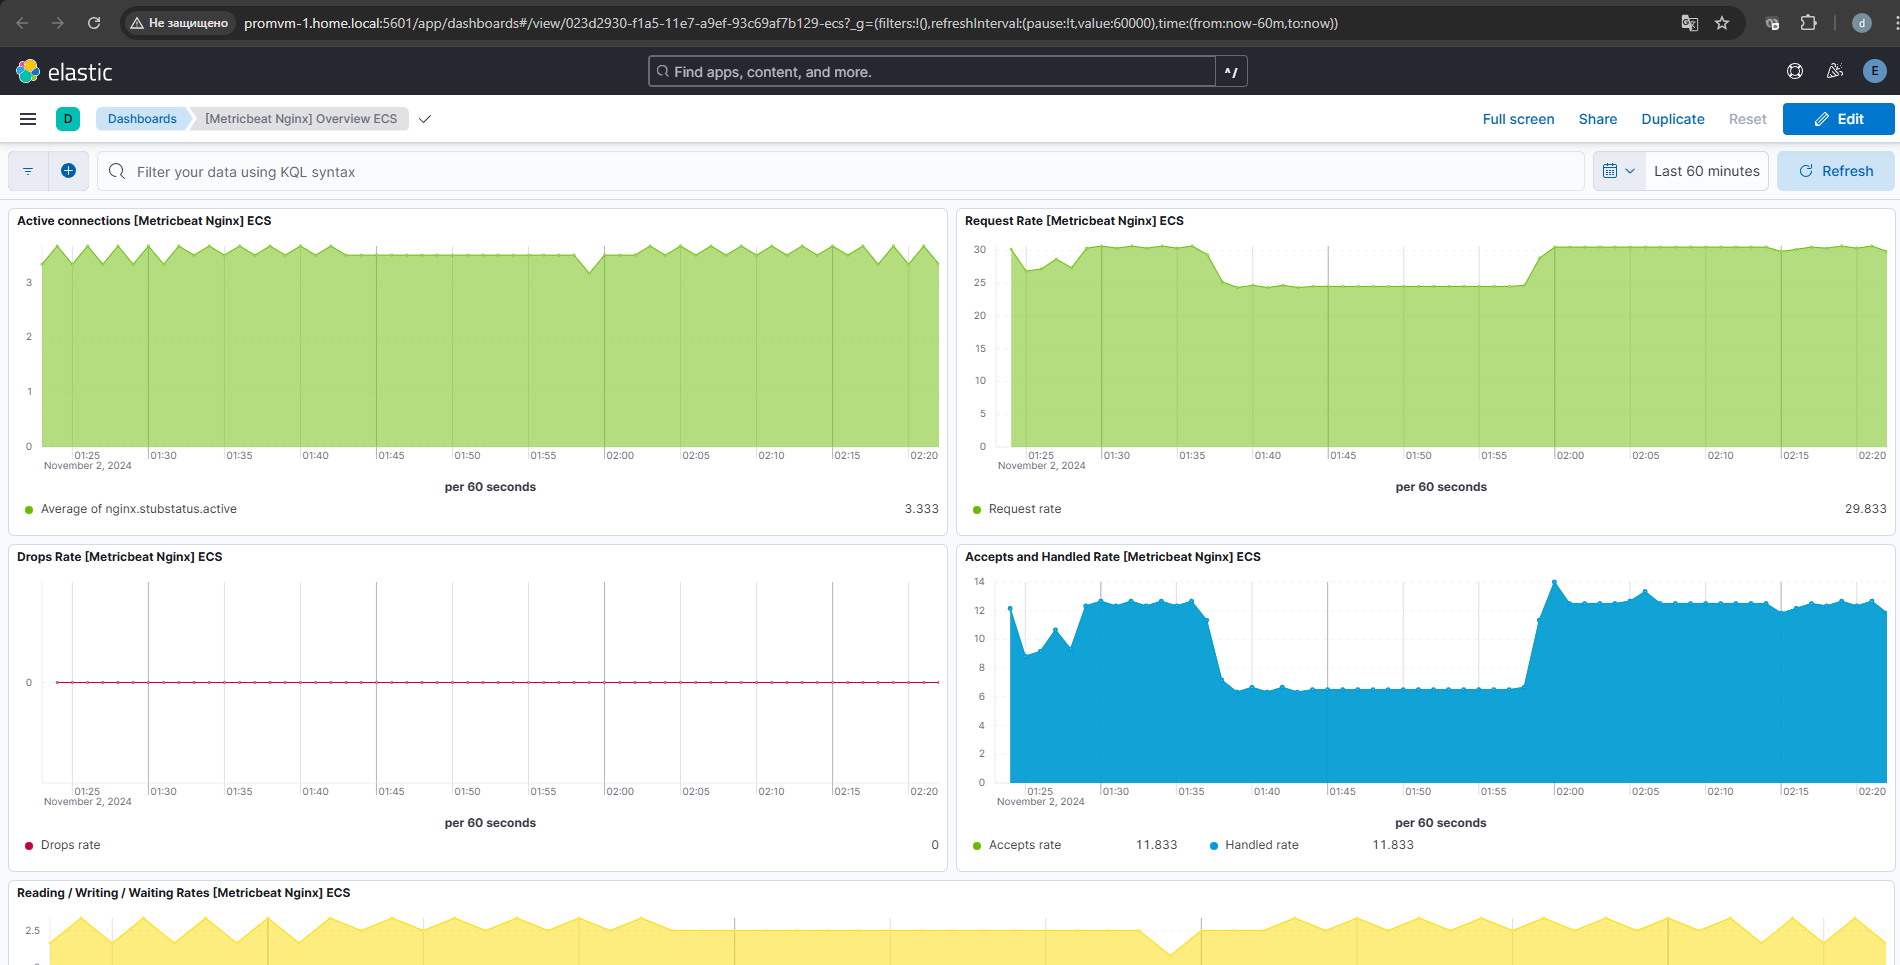 Не защищено
promvm-1.home.local:5601/app/dashboards#/view/023d2930-f1a5-11e7-a9ef-93c69af7b129-ecs?_g=(filters:!(),refreshInterval:(pause:!t,value:60000),time:(from:now-60m,to:now))
d
elastic
Find apps, content, and more.
^/
E
D
Dashboards
[Metricbeat Nginx] Overview ECS
Full screen
Share
Duplicate
Reset
Edit
Filter your data using KQL syntax
Last 60 minutes
Refresh
Active connections [Metricbeat Nginx] ECS
3
2
1
0
01:25 01:30 01:35 01:40 01:45 01:50 01:55 02:00 02:05 02:10 02:15 02:20
November 2, 2024
per 60 seconds
Average of nginx.stubstatus.active 3.333
Request Rate [Metricbeat Nginx] ECS
30
25
20
15
10
5
0
01:25 01:30 01:35 01:40 01:45 01:50 01:55 02:00 02:05 02:10 02:15 02:20
November 2, 2024
per 60 seconds
Request rate 29.833
Drops Rate [Metricbeat Nginx] ECS
0
01:25 01:30 01:35 01:40 01:45 01:50 01:55 02:00 02:05 02:10 02:15 02:20
November 2, 2024
per 60 seconds
Drops rate 0
Accepts and Handled Rate [Metricbeat Nginx] ECS
14
12
10
8
6
4
2
0
01:25 01:30 01:35 01:40 01:45 01:50 01:55 02:00 02:05 02:10 02:15 02:20
November 2, 2024
per 60 seconds
Accepts rate 11.833 Handled rate 11.833
Reading / Writing / Waiting Rates [Metricbeat Nginx] ECS
2.5